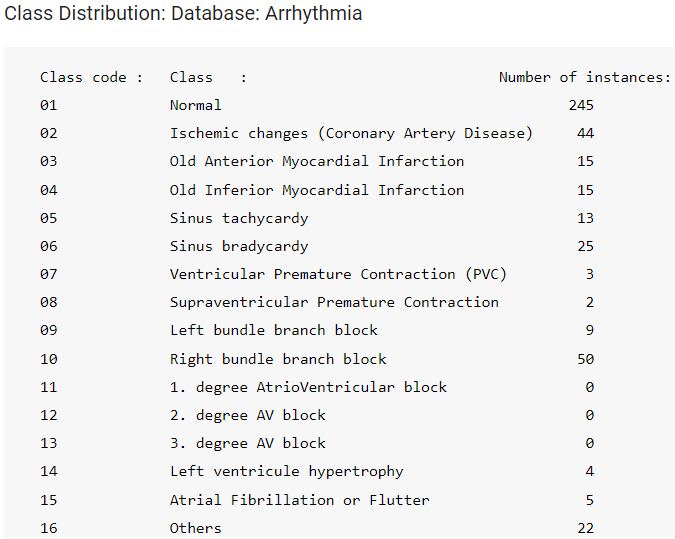 Class Distribution: Database: Arrhythmia
Class code : Class : Number of instances:
01 Normal 245
02 Ischemic changes (Coronary Artery Disease) 44
03 Old Anterior Myocardial Infarction 15
04 Old Inferior Myocardial Infarction 15
05 Sinus tachycardy 13
06 Sinus bradycardy 25
07 Ventricular Premature Contraction (PVC) 3
08 Supraventricular Premature Contraction 2
09 Left bundle branch block 9
10 Right bundle branch block 50
11 1. degree AtrioVentricular block 0
12 2. degree AV block 0
13 3. degree AV block 0
14 Left ventricule hypertrophy 4
15 Atrial Fibrillation or Flutter 5
16 Others 22